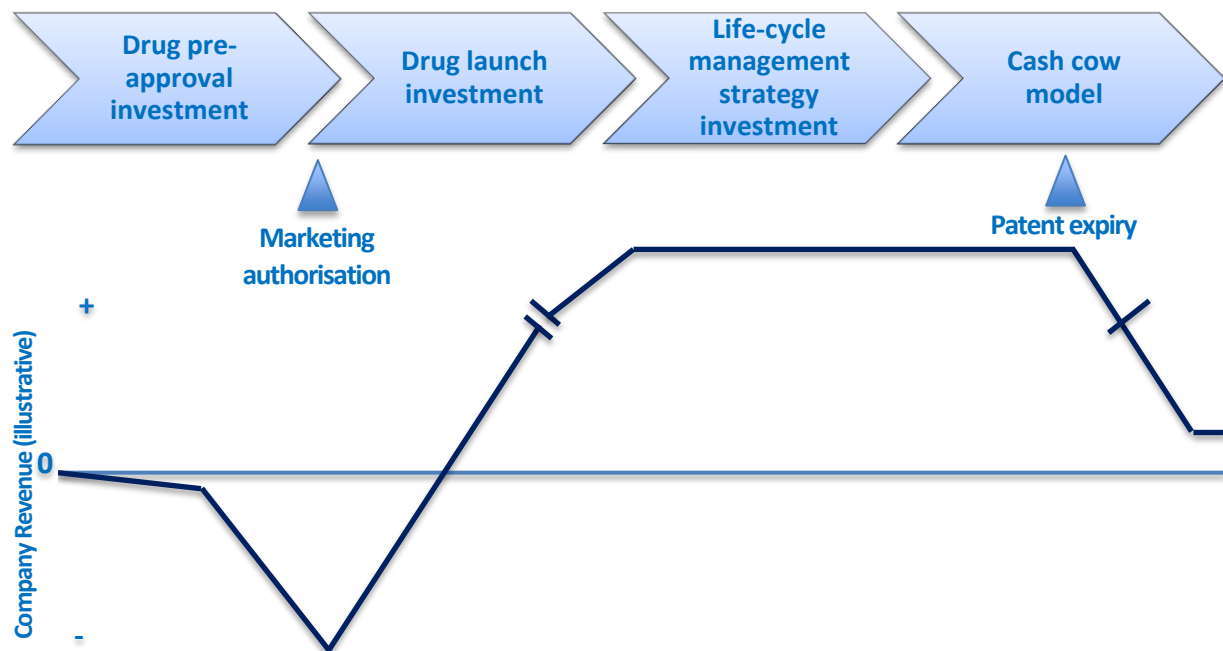 Drug pre-
approval
investment
Drug launch
investment
Life-cycle
management
strategy
investment
Cash cow
model
Marketing
authorisation
Patent expiry
+
0
-
Company Revenue (illustrative)